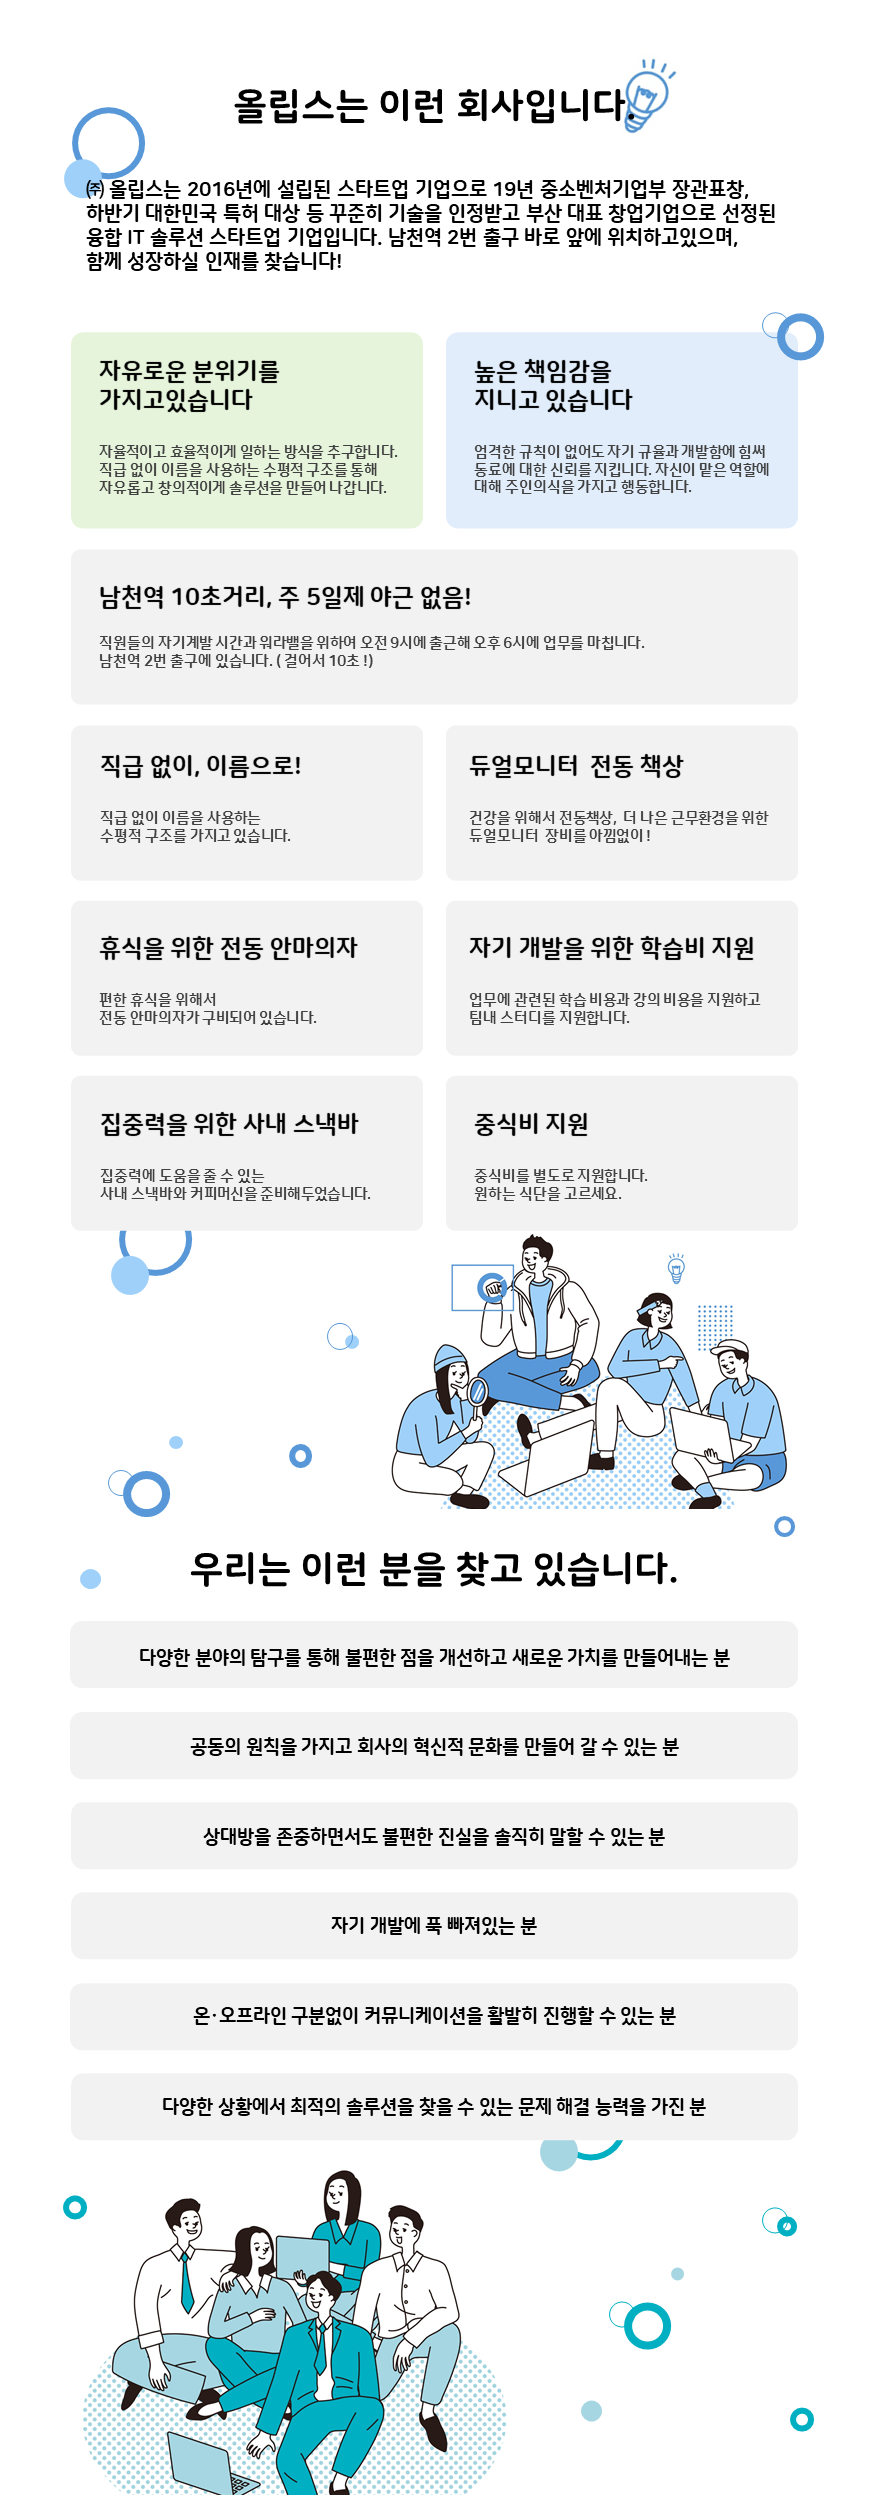 올립스는 이런 회사입니다.
㈜ 올립스는 2016년에 설립된 스타트업 기업으로 19년 중소벤처기업부 장관표창,
하반기 대한민국 특허 대상 등 꾸준히 기술을 인정받고 부산 대표 창업기업으로 선정된
융합 IT 솔루션 스타트업 기업입니다. 남천역 2번 출구 바로 앞에 위치하고있으며,
함께 성장하실 인재를 찾습니다!
자유로운 분위기를
가지고있습니다
자율적이고 효율적이게 일하는 방식을 추구합니다.
직급 없이 이름을 사용하는 수평적 구조를 통해
자유롭고 창의적이게 솔루션을 만들어 나갑니다.
높은 책임감을
지니고 있습니다
엄격한 규칙이 없어도 자기 규율과 개발함에 힘써
동료에 대한 신뢰를 지킵니다. 자신이 맡은 역할에
대해 주인의식을 가지고 행동합니다.
남천역 10초거리, 주 5일제 야근 없음!
직원들의 자기계발 시간과 워라밸을 위하여 오전 9시에 출근해 오후 6시에 업무를 마칩니다.
남천역 2번 출구에 있습니다. ( 걸어서 10초 !)
직급 없이, 이름으로!
직급 없이 이름을 사용하는
수평적 구조를 가지고 있습니다.
듀얼모니터 전동 책상
건강을 위해서 전동책상, 더 나은 근무환경을 위한
듀얼모니터 장비를 아낌없이 !
휴식을 위한 전동 안마의자
편한 휴식을 위해서
전동 안마의자가 구비되어 있습니다.
자기 개발을 위한 학습비 지원
업무에 관련된 학습 비용과 강의 비용을 지원하고
팀내 스터디를 지원합니다.
집중력을 위한 사내 스낵바
집중력에 도움을 줄 수 있는
사내 스낵바와 커피머신을 준비해두었습니다.
중식비 지원
중식비를 별도로 지원합니다.
원하는 식단을 고르세요.
우리는 이런 분을 찾고 있습니다.
다양한 분야의 탐구를 통해 불편한 점을 개선하고 새로운 가치를 만들어내는 분
공동의 원칙을 가지고 회사의 혁신적 문화를 만들어 갈 수 있는 분
상대방을 존중하면서도 불편한 진실을 솔직히 말할 수 있는 분
자기 개발에 푹 빠져있는 분
온·오프라인 구분없이 커뮤니케이션을 활발히 진행할 수 있는 분
다양한 상황에서 최적의 솔루션을 찾을 수 있는 문제 해결 능력을 가진 분